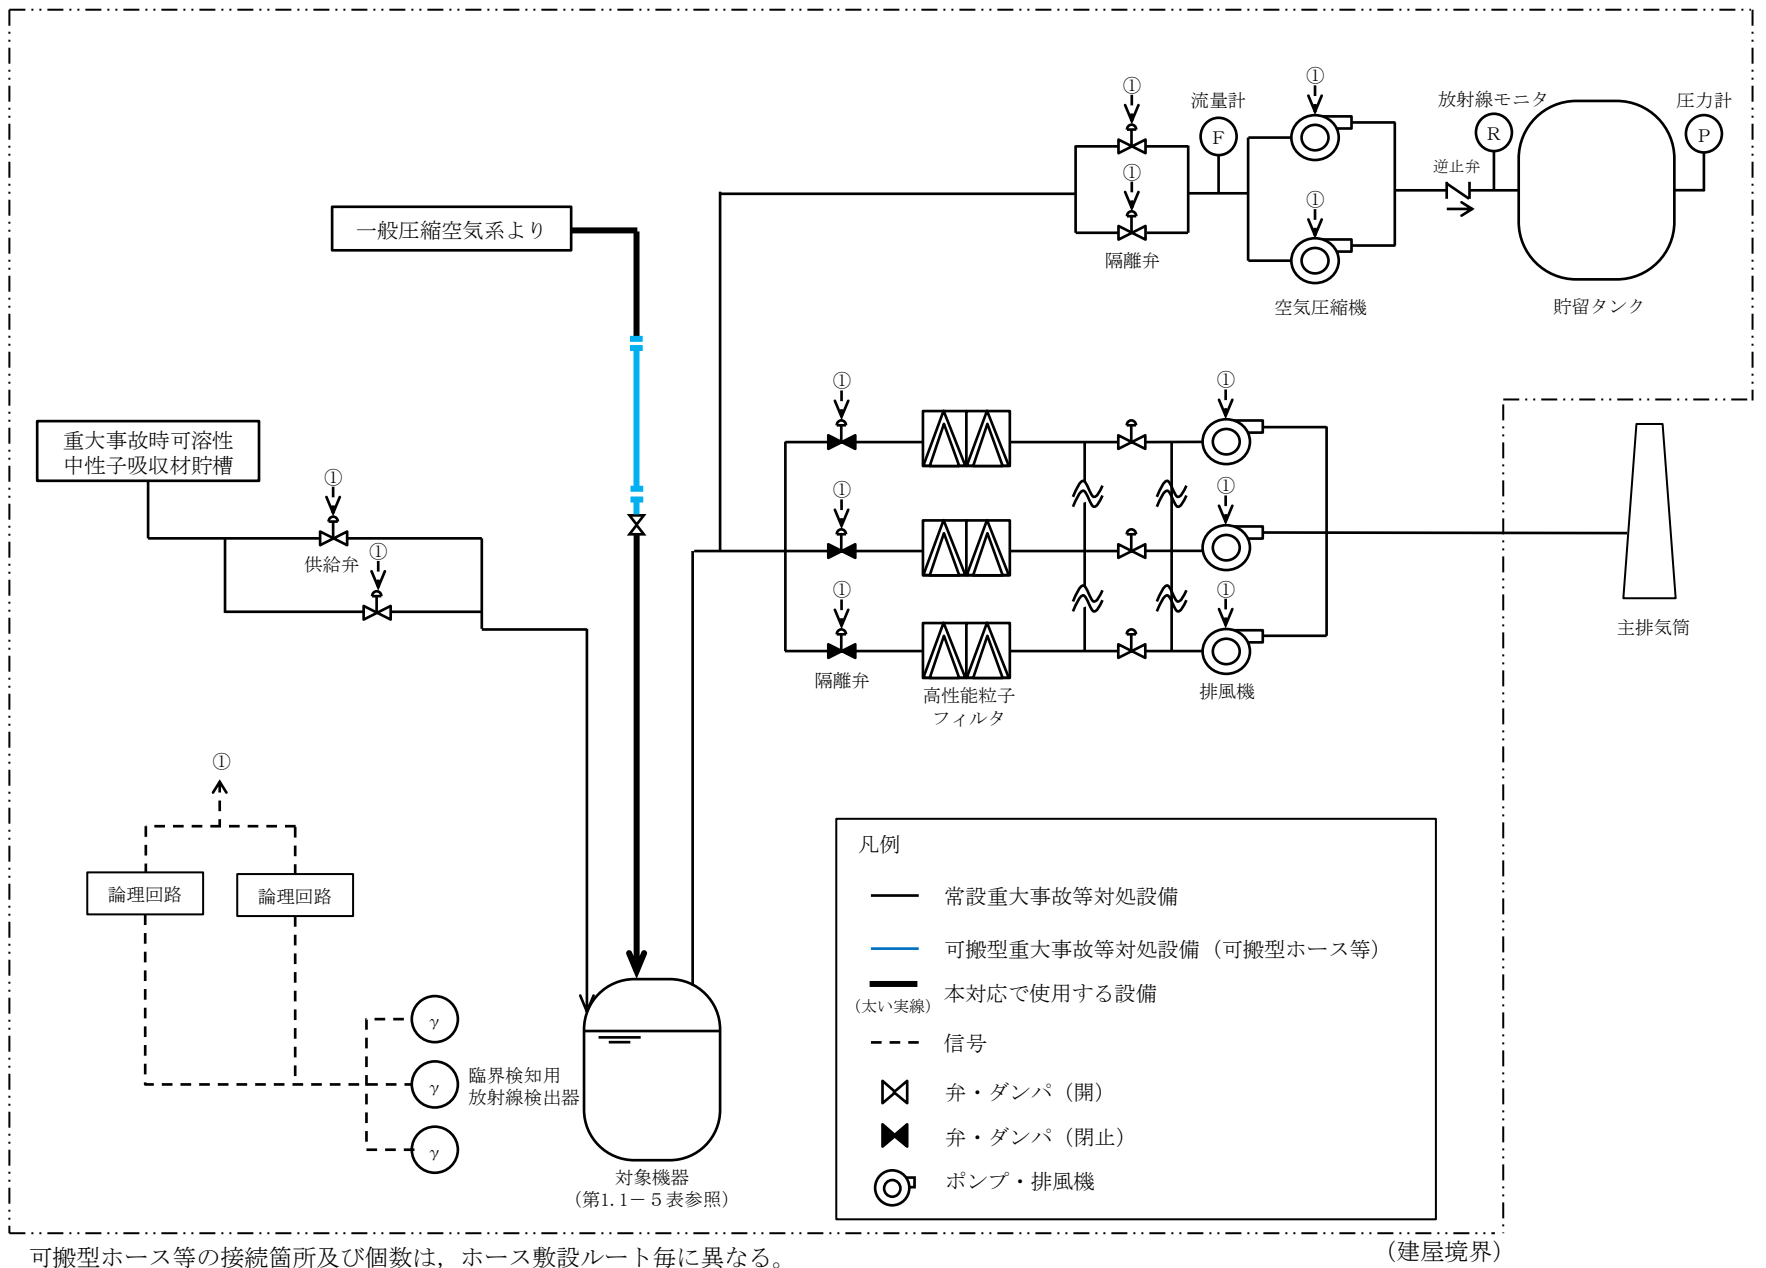 ①
流量計
F
①
①
①
隔離弁
空気圧縮機
放射線モニタ
R
逆止弁
圧力計
P
貯留タンク
一般圧縮空気系より
重大事故時可溶性
中性子吸収材貯槽
①
供給弁
①
①
①
①
隔離弁
高性能粒子
フィルタ
①
①
①
排風機
主排気筒
①
論理回路
論理回路
γ
γ
γ
臨界検知用
放射線検出器
対象機器
（第1.1－５表参照）
凡例
常設重大事故等対処設備
可搬型重大事故等対処設備（可搬型ホース等）
（太い実線）
本対応で使用する設備
信号
弁・ダンパ（開）
弁・ダンパ（閉止）
ポンプ・排風機
（建屋境界）
可搬型ホース等の接続箇所及び個数は，ホース敷設ルート毎に異なる。